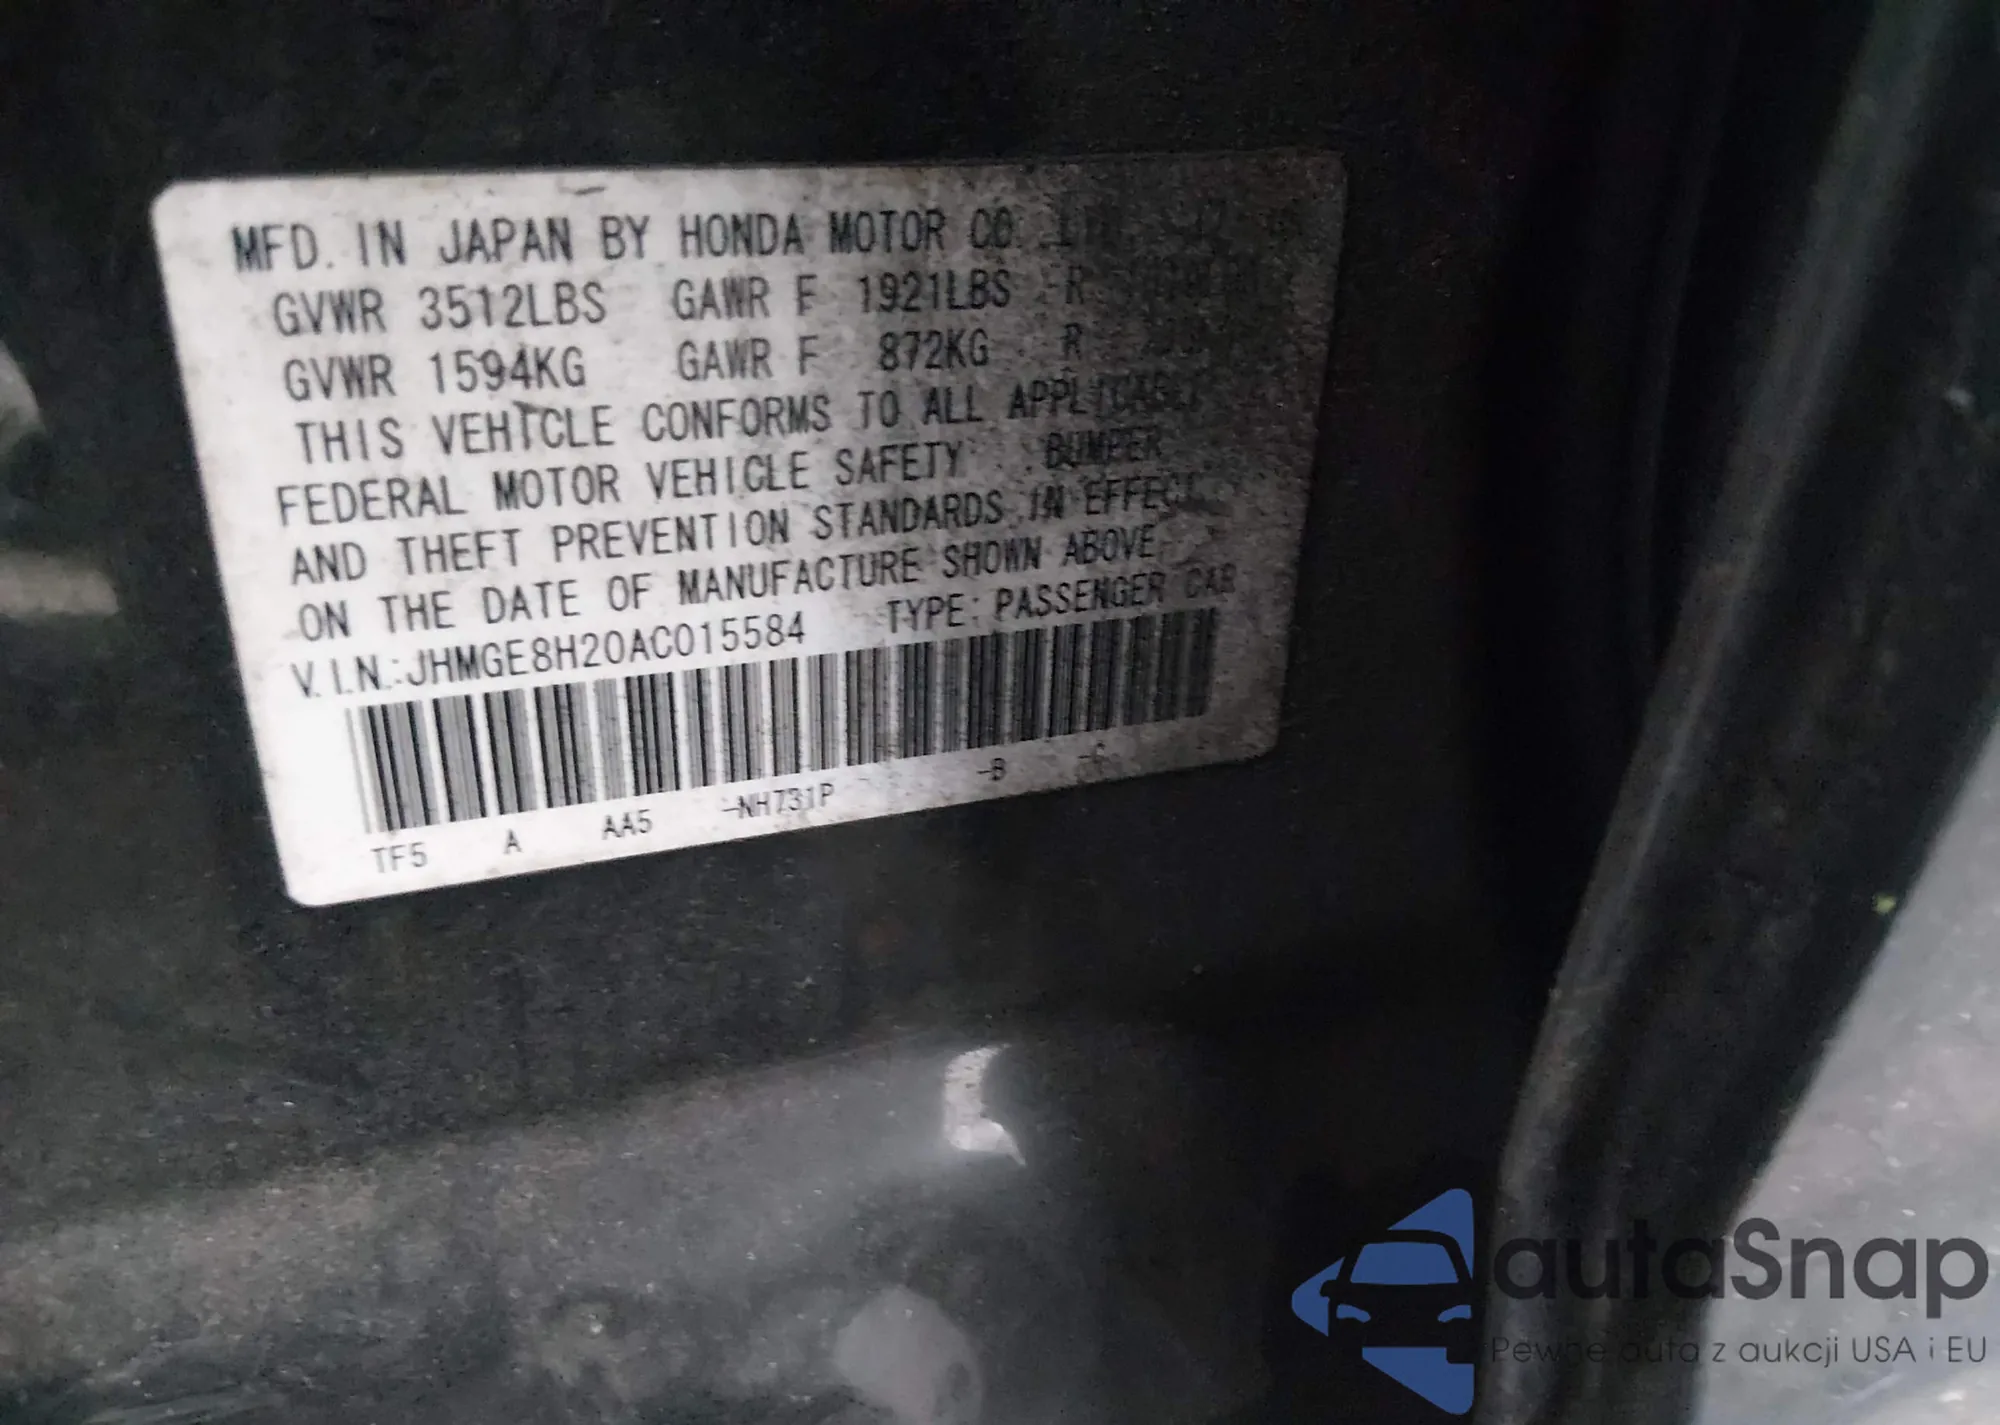 MFD. IN JAPAN BY HONDA MOTOR CO.
GVWR 3512LBS GAWR F 1921LBS R
GVWR 1594KG GAWR F 872KG R
THIS VEHICLE CONFORMS TO ALL APPLICABLE
FEDERAL MOTOR VEHICLE SAFETY, BUMPER
AND THEFT PREVENTION STANDARDS IN EFFECT
ON THE DATE OF MANUFACTURE SHOWN ABOVE.
V.I.N.:JHMGE8H20AC015584 TYPE: PASSENGER CAR
TF5 A AA5 -NH731P -B
autaSnap
Pewne auta z aukcji USA i EU